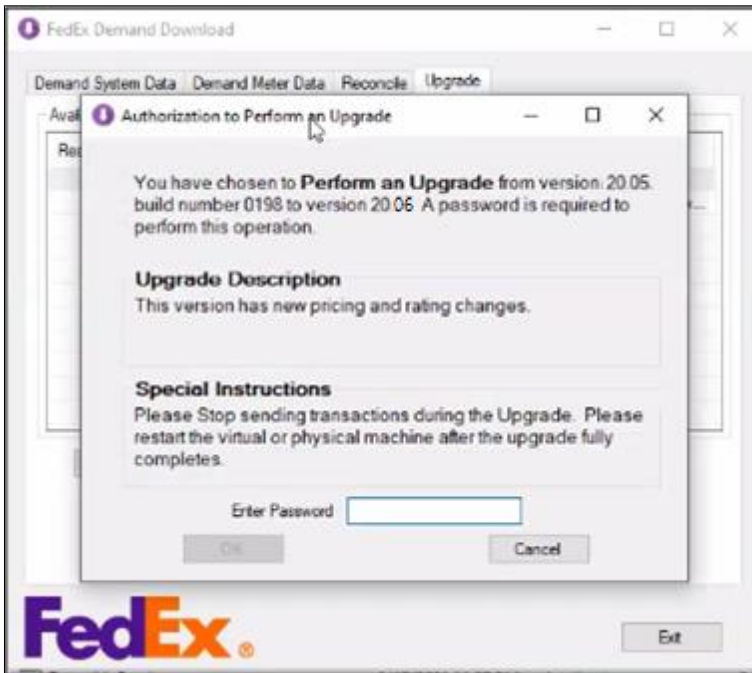 FedEx Demand Download
Demand System Data Demand Meter Data Reconcile Upgrade
Authorization to Perform an Upgrade
You have chosen to Perform an Upgrade from version: 20.05.
build number 0198 to version 20.06 A password is required to
perform this operation.
Upgrade Description
This version has new pricing and rating changes.
Special Instructions
Please Stop sending transactions during the Upgrade. Please
restart the virtual or physical machine after the upgrade fully
completes.
Enter Password
OK Cancel
FedEx®
Exit